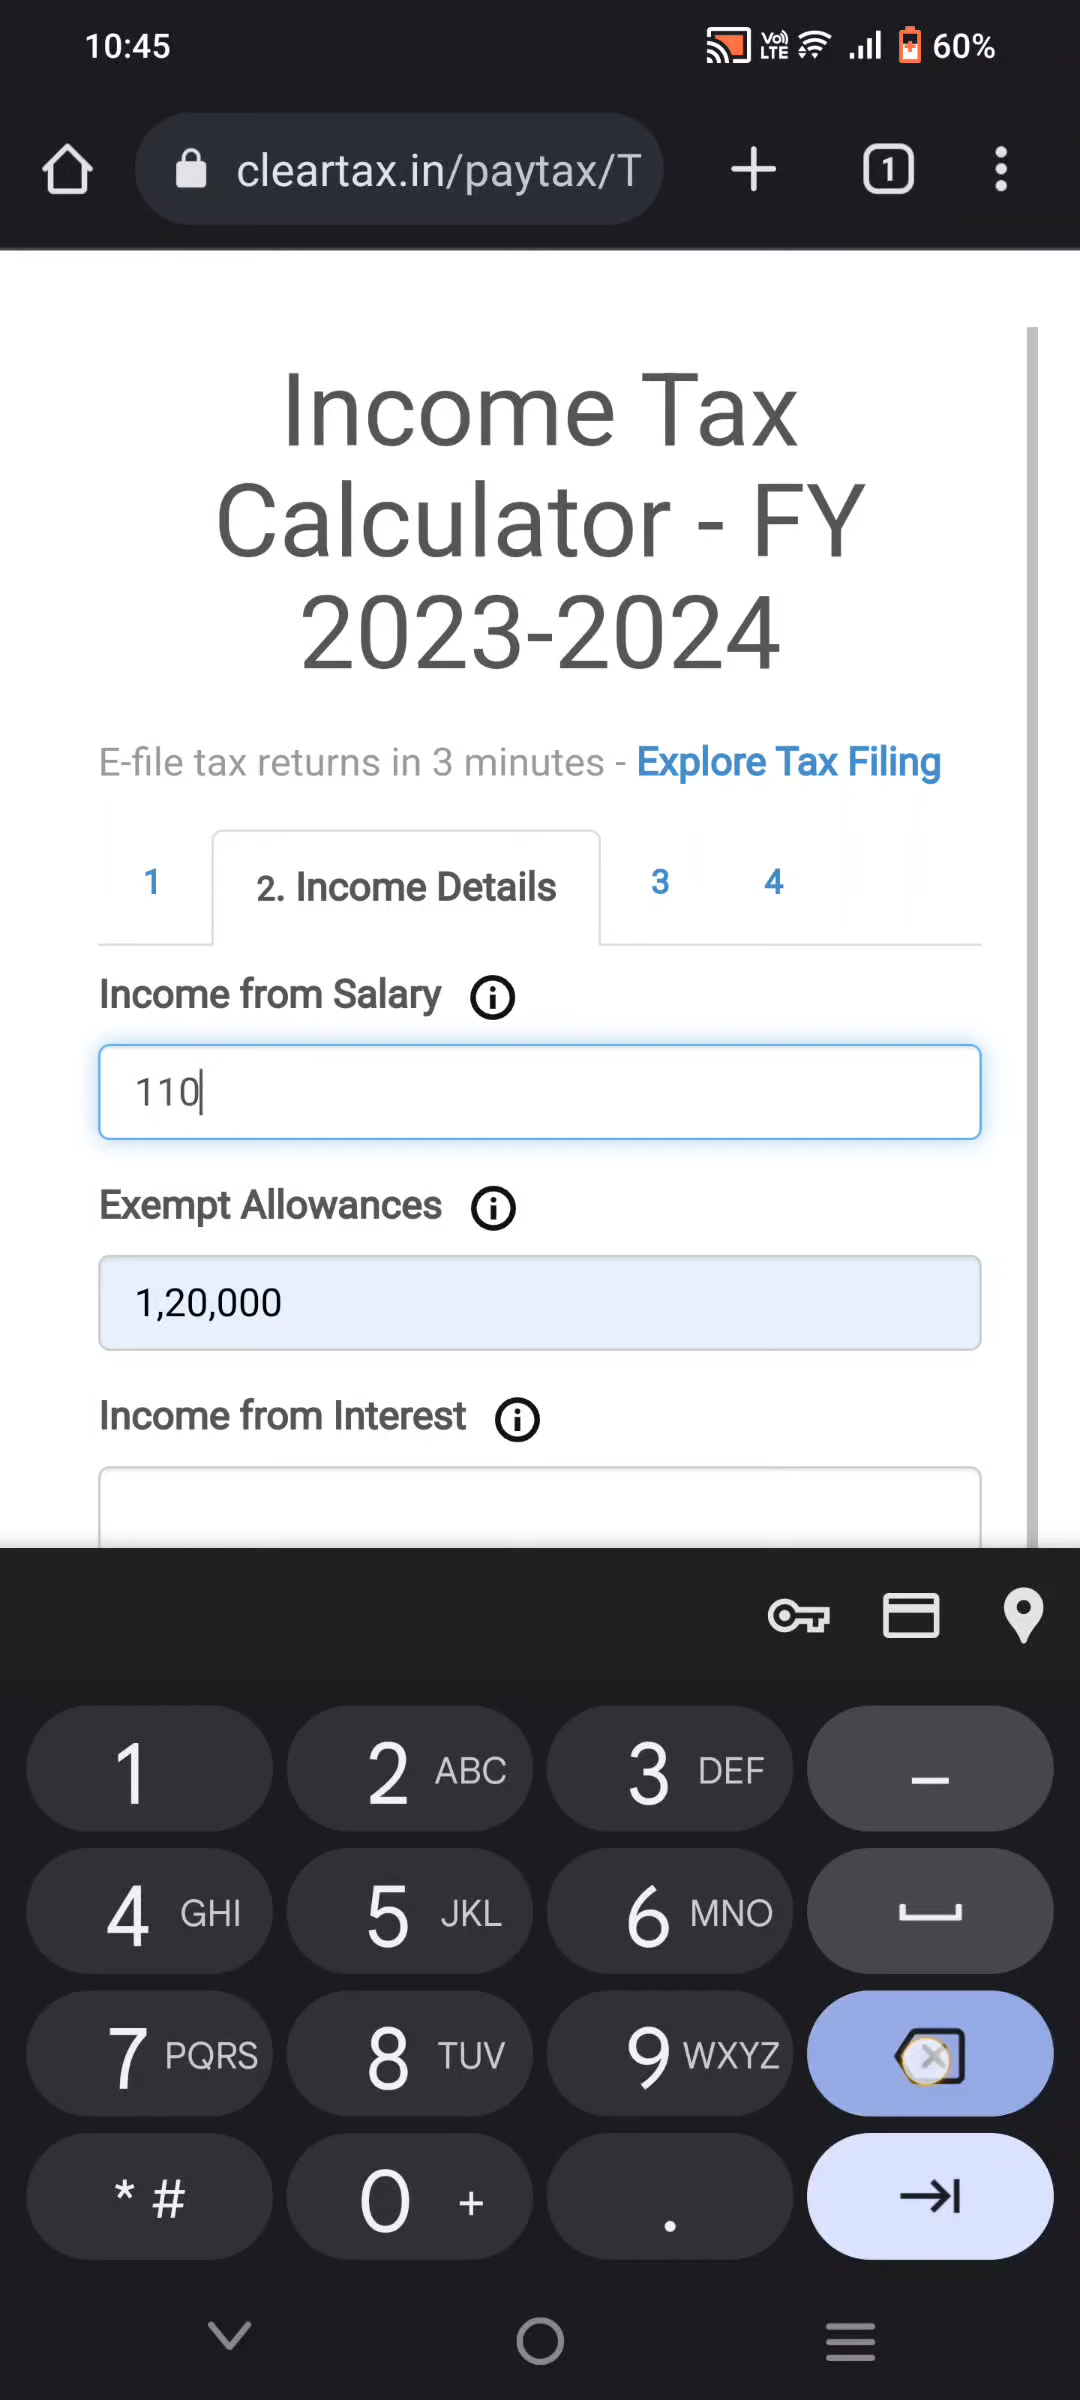 10:45
Vo)
LTE
60%
cleartax.in/paytax/T
1
Income Tax
Calculator - FY
2023-2024
E-file tax returns in 3 minutes - Explore Tax Filing
1
2. Income Details
3
4
Income from Salary
110
Exempt Allowances
1,20,000
Income from Interest
1
2 ABC
3 DEF
–
4 GHI
5 JKL
6 MNO
7 PQRS
8 TUV
9 WXYZ
* #
0 +
.